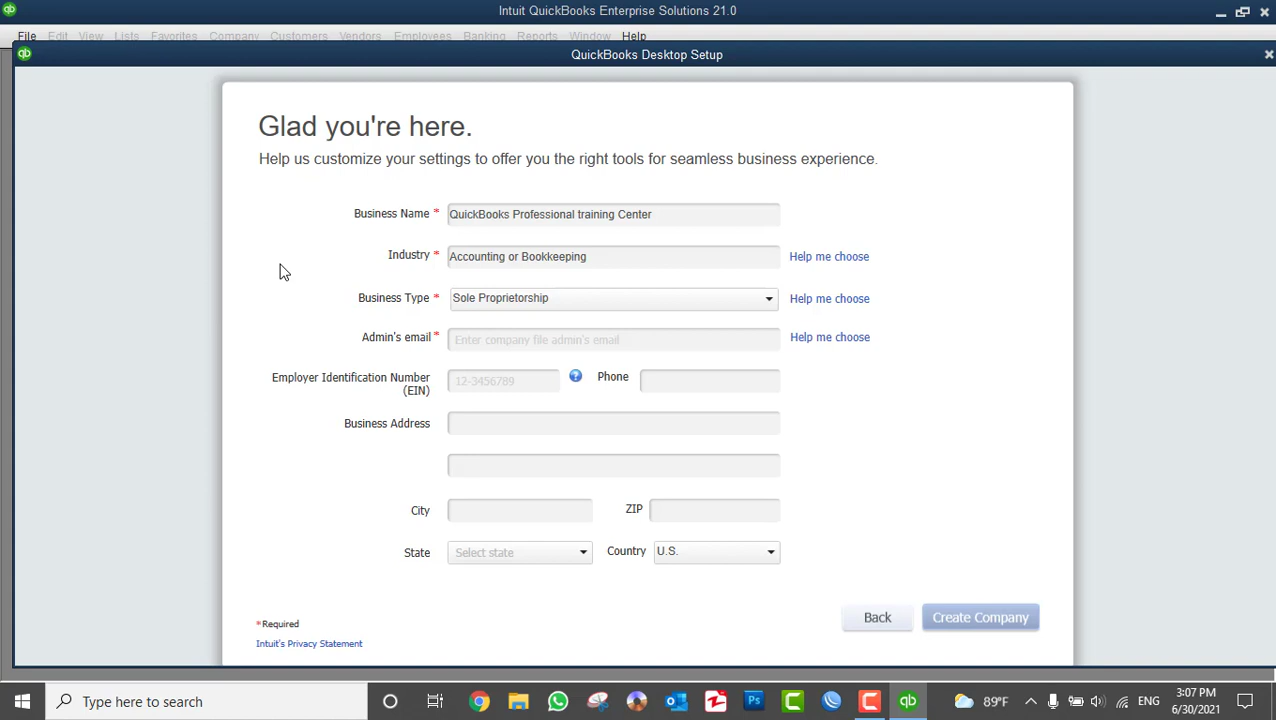 qb Intuit QuickBooks Enterprise Solutions 21.0
File Edit View Lists Favorites Company Customers Vendors Employees Banking Reports Window Help
qb QuickBooks Desktop Setup
Glad you're here.
Help us customize your settings to offer you the right tools for seamless business experience.
Business Name * QuickBooks Professional training Center
Industry * Accounting or Bookkeeping Help me choose
Business Type * Sole Proprietorship Help me choose
Admin's email * Enter company file admin's email Help me choose
Employer Identification Number
(EIN) 12-3456789 ? Phone
Business Address
City ZIP
State Select state Country U.S.
Back Create Company
*Required
Intuit's Privacy Statement
Type here to search
Ps
qb
89°F
ENG
3:07 PM
6/30/2021